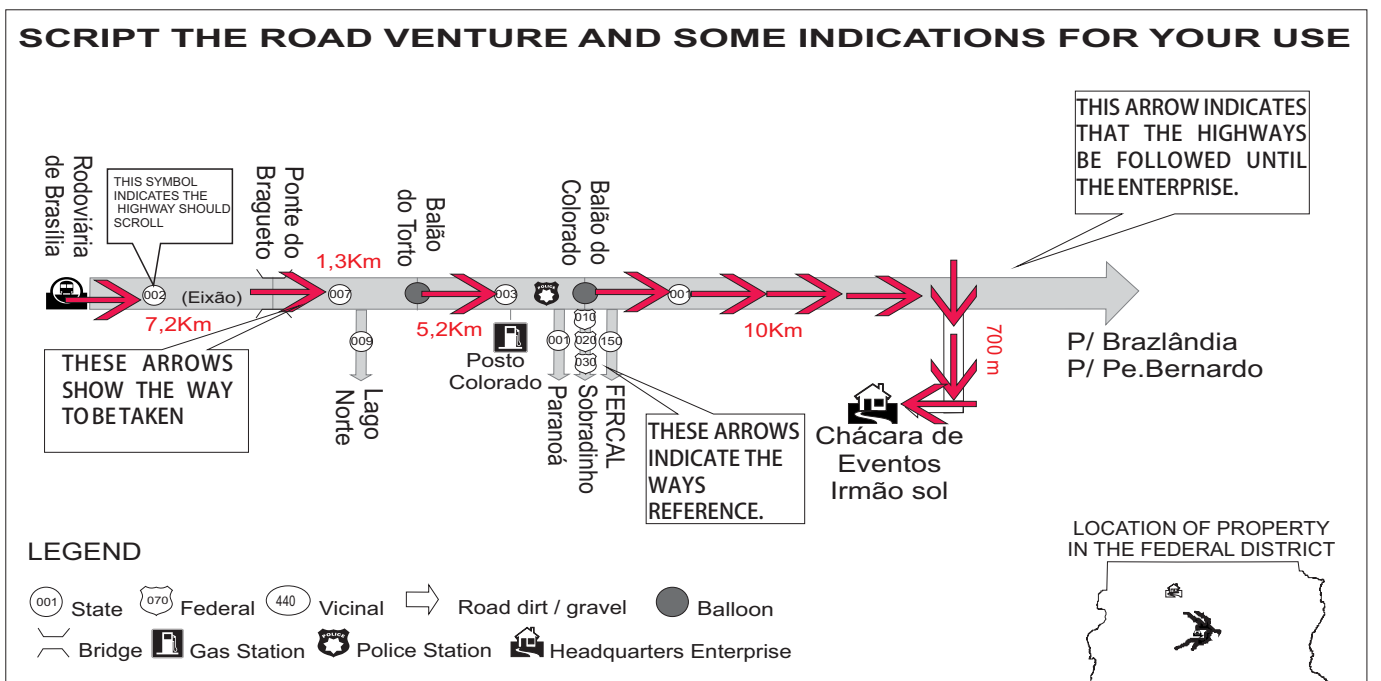 SCRIPT THE ROAD VENTURE AND SOME INDICATIONS FOR YOUR USE
Rodoviária
de Brasília
THIS SYMBOL
INDICATES THE
HIGHWAY SHOULD
SCROLL
Ponte do
Bragueto
Balão
do Torto
Balão do
Colorado
THIS ARROW INDICATES
THAT THE HIGHWAYS
BE FOLLOWED UNTIL
THE ENTERPRISE.
1,3Km
002
(Eixão)
007
003
POLICE
001
7,2Km
5,2Km
10Km
700 m
THESE ARROWS
SHOW THE WAY
TO BE TAKEN
009
Lago
Norte
Posto
Colorado
001
Paranoá
010
020
030
Sobradinho
150
FERCAL
THESE ARROWS
INDICATE THE
WAYS
REFERENCE.
P/ Brazlândia
P/ Pe.Bernardo
Chácara de
Eventos
Irmão sol
LOCATION OF PROPERTY
IN THE FEDERAL DISTRICT
LEGEND
001 State 070 Federal 440 Vicinal Road dirt / gravel Balloon
Bridge Gas Station POLICE Police Station Headquarters Enterprise